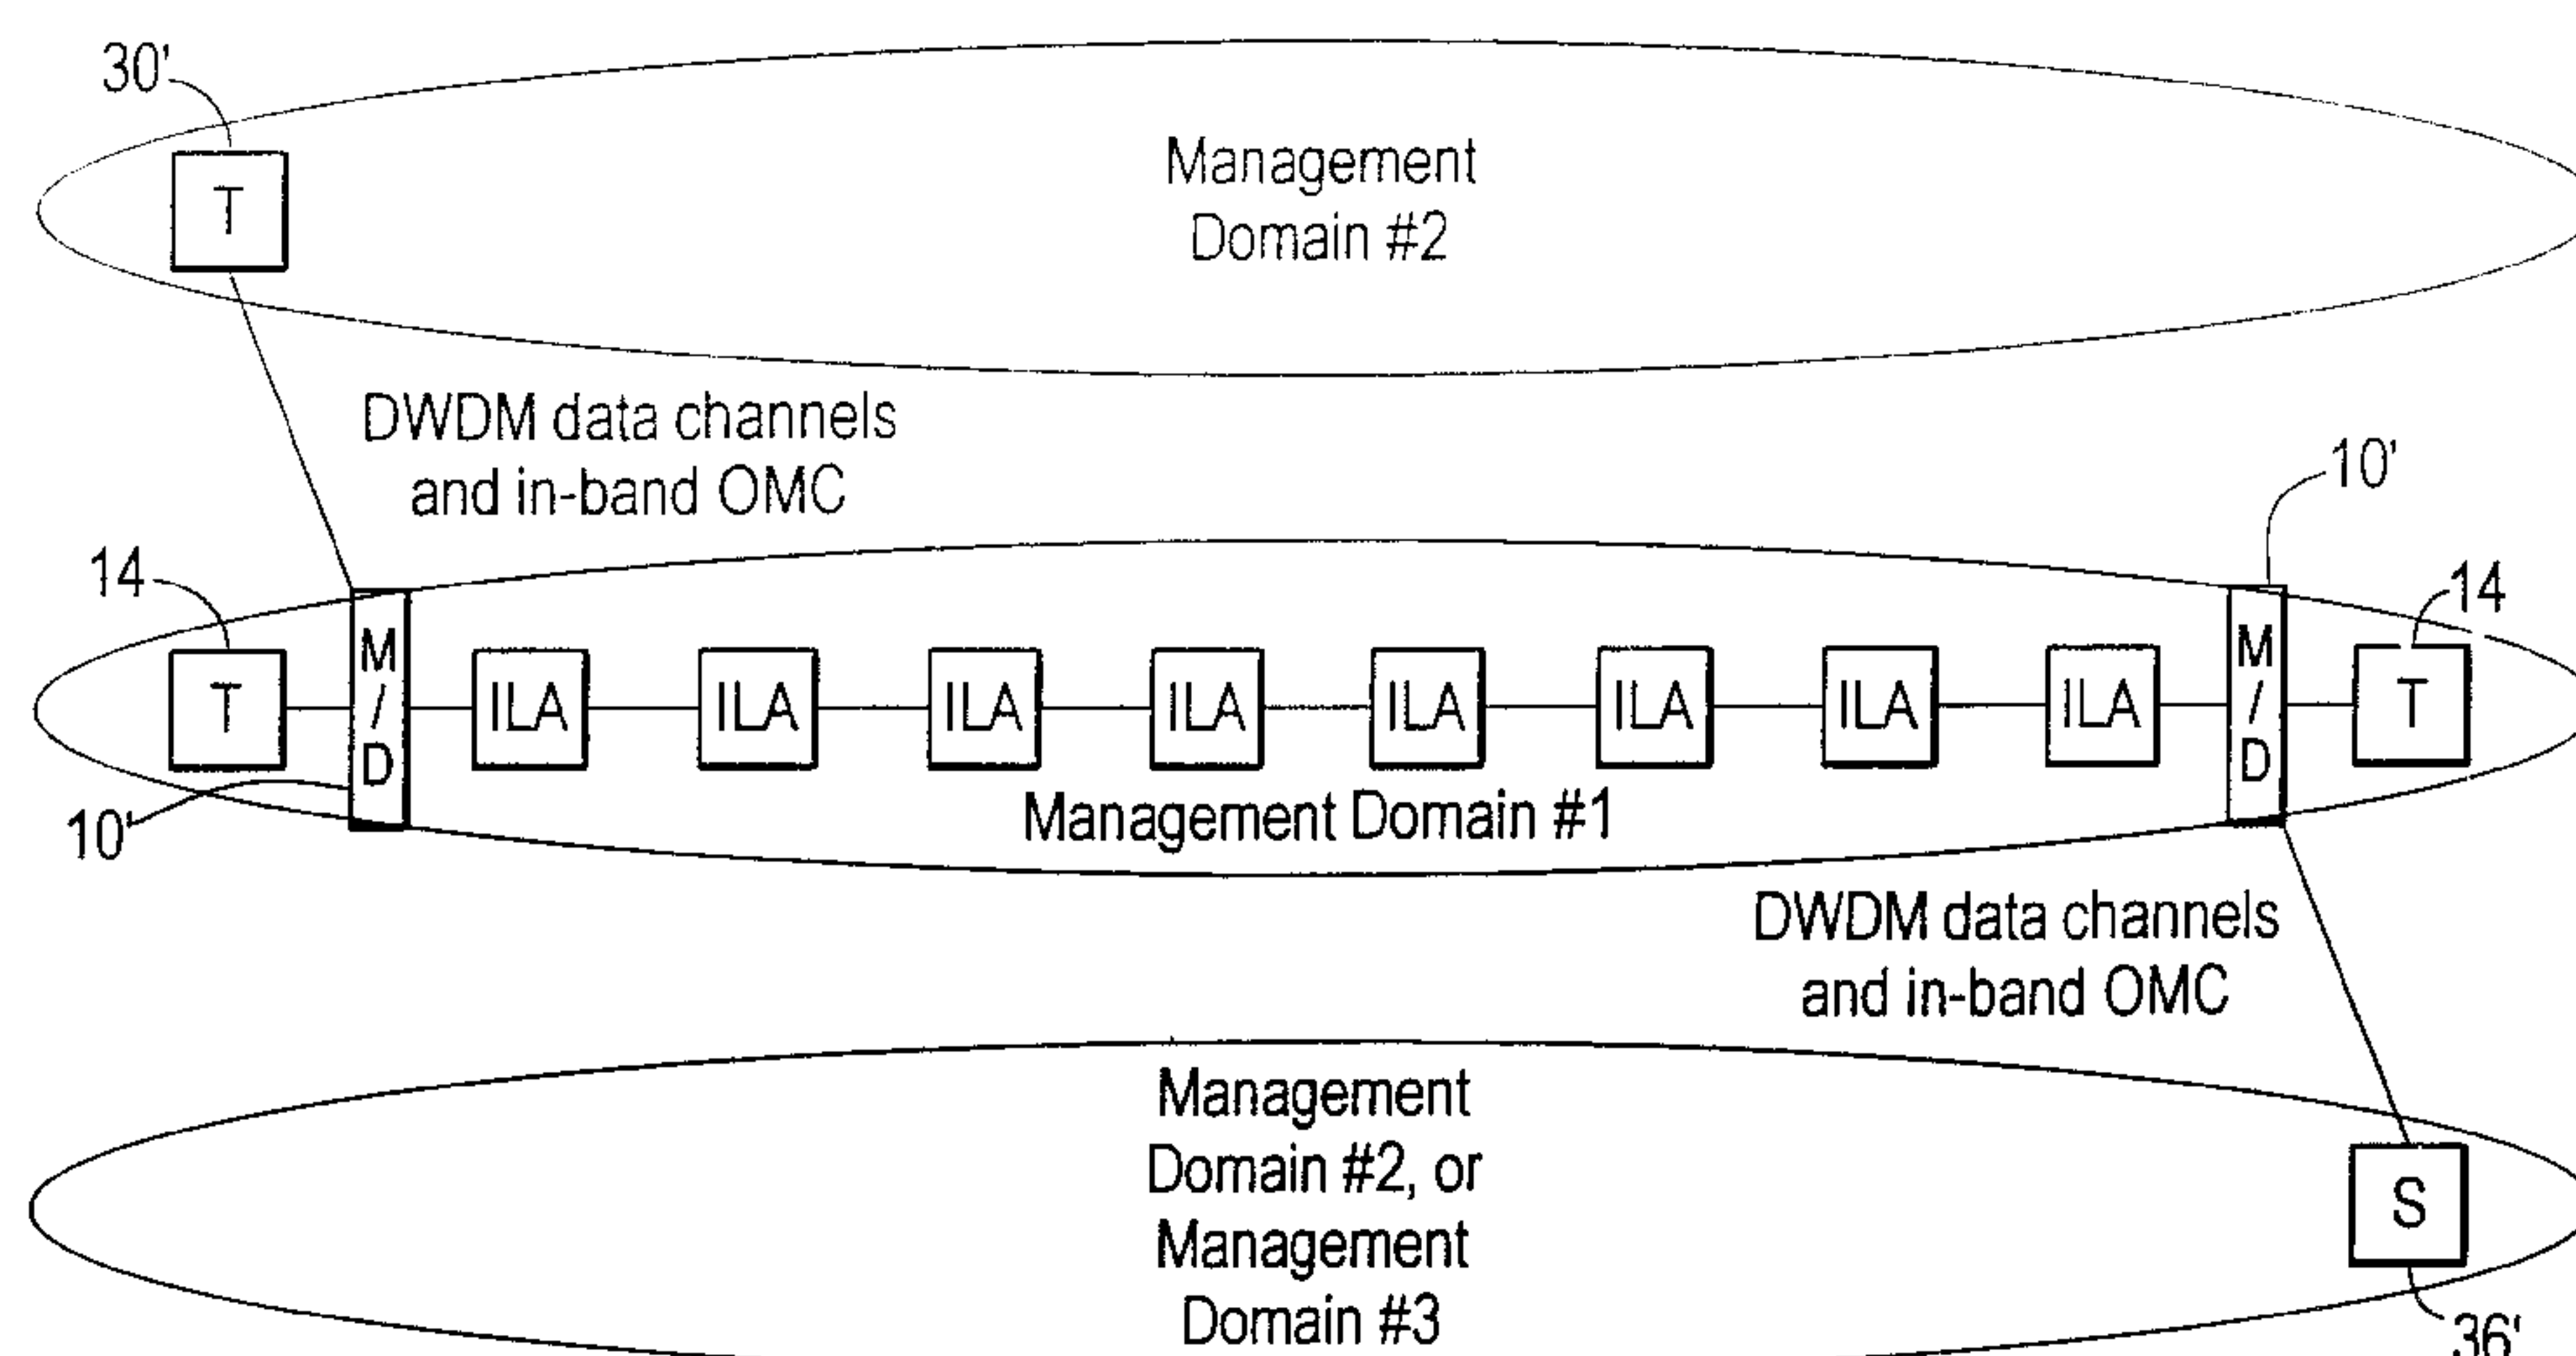 30'
T
Management
Domain #2
DWDM data channels
and in-band OMC
10'
14
14
T
M
/
D
ILA
ILA
ILA
ILA
ILA
ILA
ILA
ILA
M
/
D
T
10'
Management Domain #1
DWDM data channels
and in-band OMC
Management
Domain #2, or
Management
Domain #3
S
36'